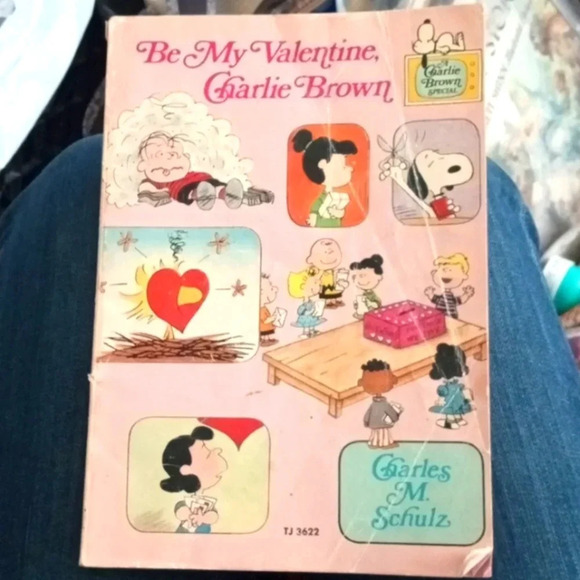 Be My Valentine,
Charlie Brown
A
Charlie
Brown
SPECIAL
Charles
M.
Schulz
TJ 3622